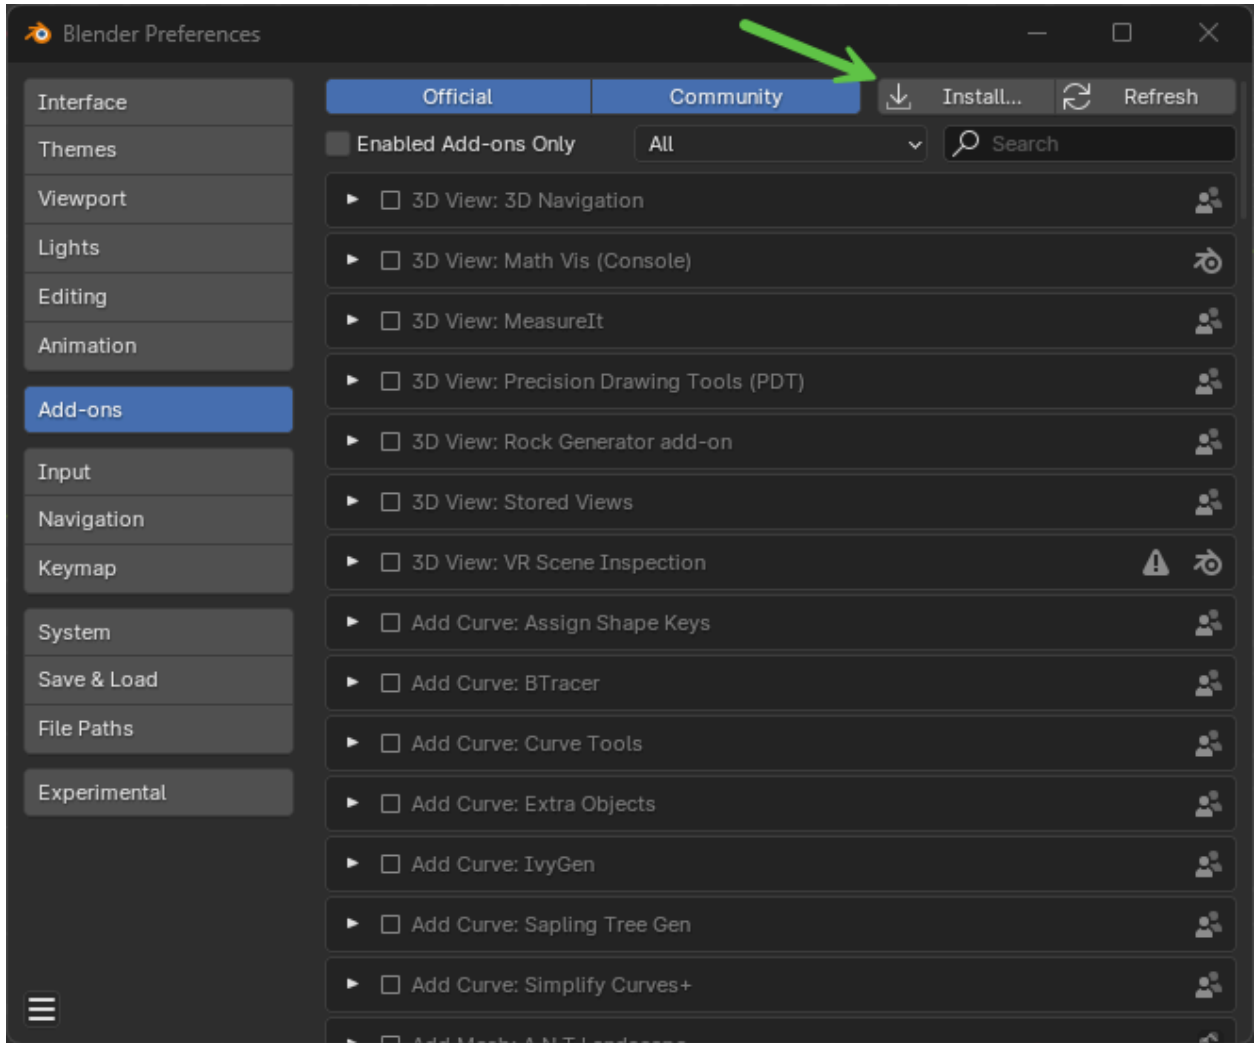 Blender Preferences
Interface
Themes
Viewport
Lights
Editing
Animation
Add-ons
Input
Navigation
Keymap
System
Save & Load
File Paths
Experimental
Official Community Install... Refresh
Enabled Add-ons Only All Search
3D View: 3D Navigation
3D View: Math Vis (Console)
3D View: MeasureIt
3D View: Precision Drawing Tools (PDT)
3D View: Rock Generator add-on
3D View: Stored Views
3D View: VR Scene Inspection
Add Curve: Assign Shape Keys
Add Curve: BTracer
Add Curve: Curve Tools
Add Curve: Extra Objects
Add Curve: IvyGen
Add Curve: Sapling Tree Gen
Add Curve: Simplify Curves+
Add Mesh: A.N.T.Landscape